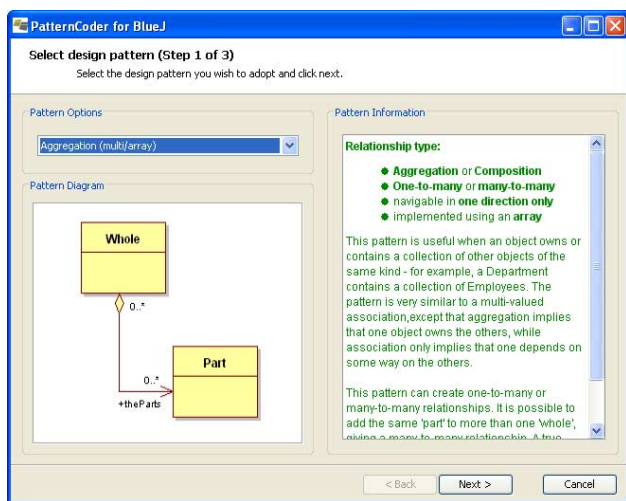 PatternCoder for BlueJ
Select design pattern (Step 1 of 3)
Select the design pattern you wish to adopt and click next.
Pattern Options
Aggregation (multi/array)
Pattern Diagram
Whole
0..*
0..*
Part
+theParts
Pattern Information
Relationship type:
Aggregation or Composition
One-to-many or many-to-many
navigable in one direction only
implemented using an array
This pattern is useful when an object owns or
contains a collection of other objects of the
same kind - for example, a Department
contains a collection of Employees. The
pattern is very similar to a multi-valued
association,except that aggregation implies
that one object owns the others, while
association only implies that one depends on
some way on the others.
This pattern can create one-to-many or
many-to-many relationships. It is possible to
add the same 'part' to more than one 'whole',
giving a many-to-many relationship. A true
< Back
Next >
Cancel